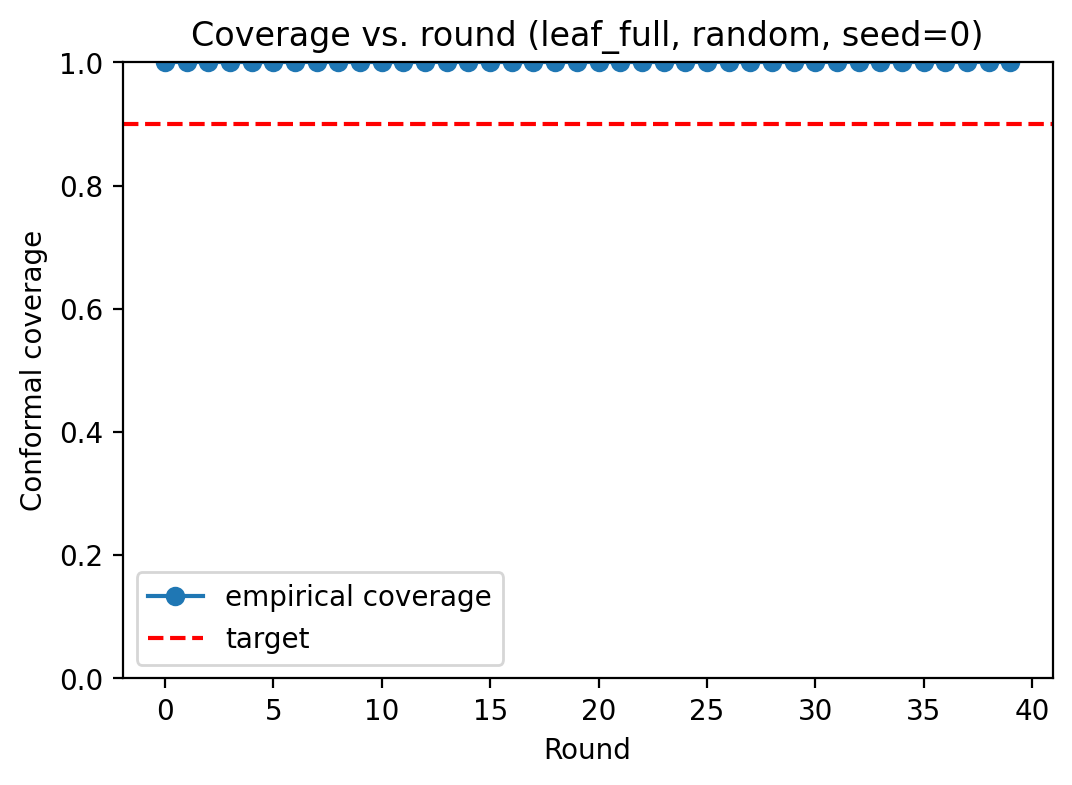 Coverage vs. round (leaf_full, random, seed=0)
1.0
0.8
0.6
0.4
0.2
0.0
Conformal coverage
empirical coverage
target
0 5 10 15 20 25 30 35 40
Round